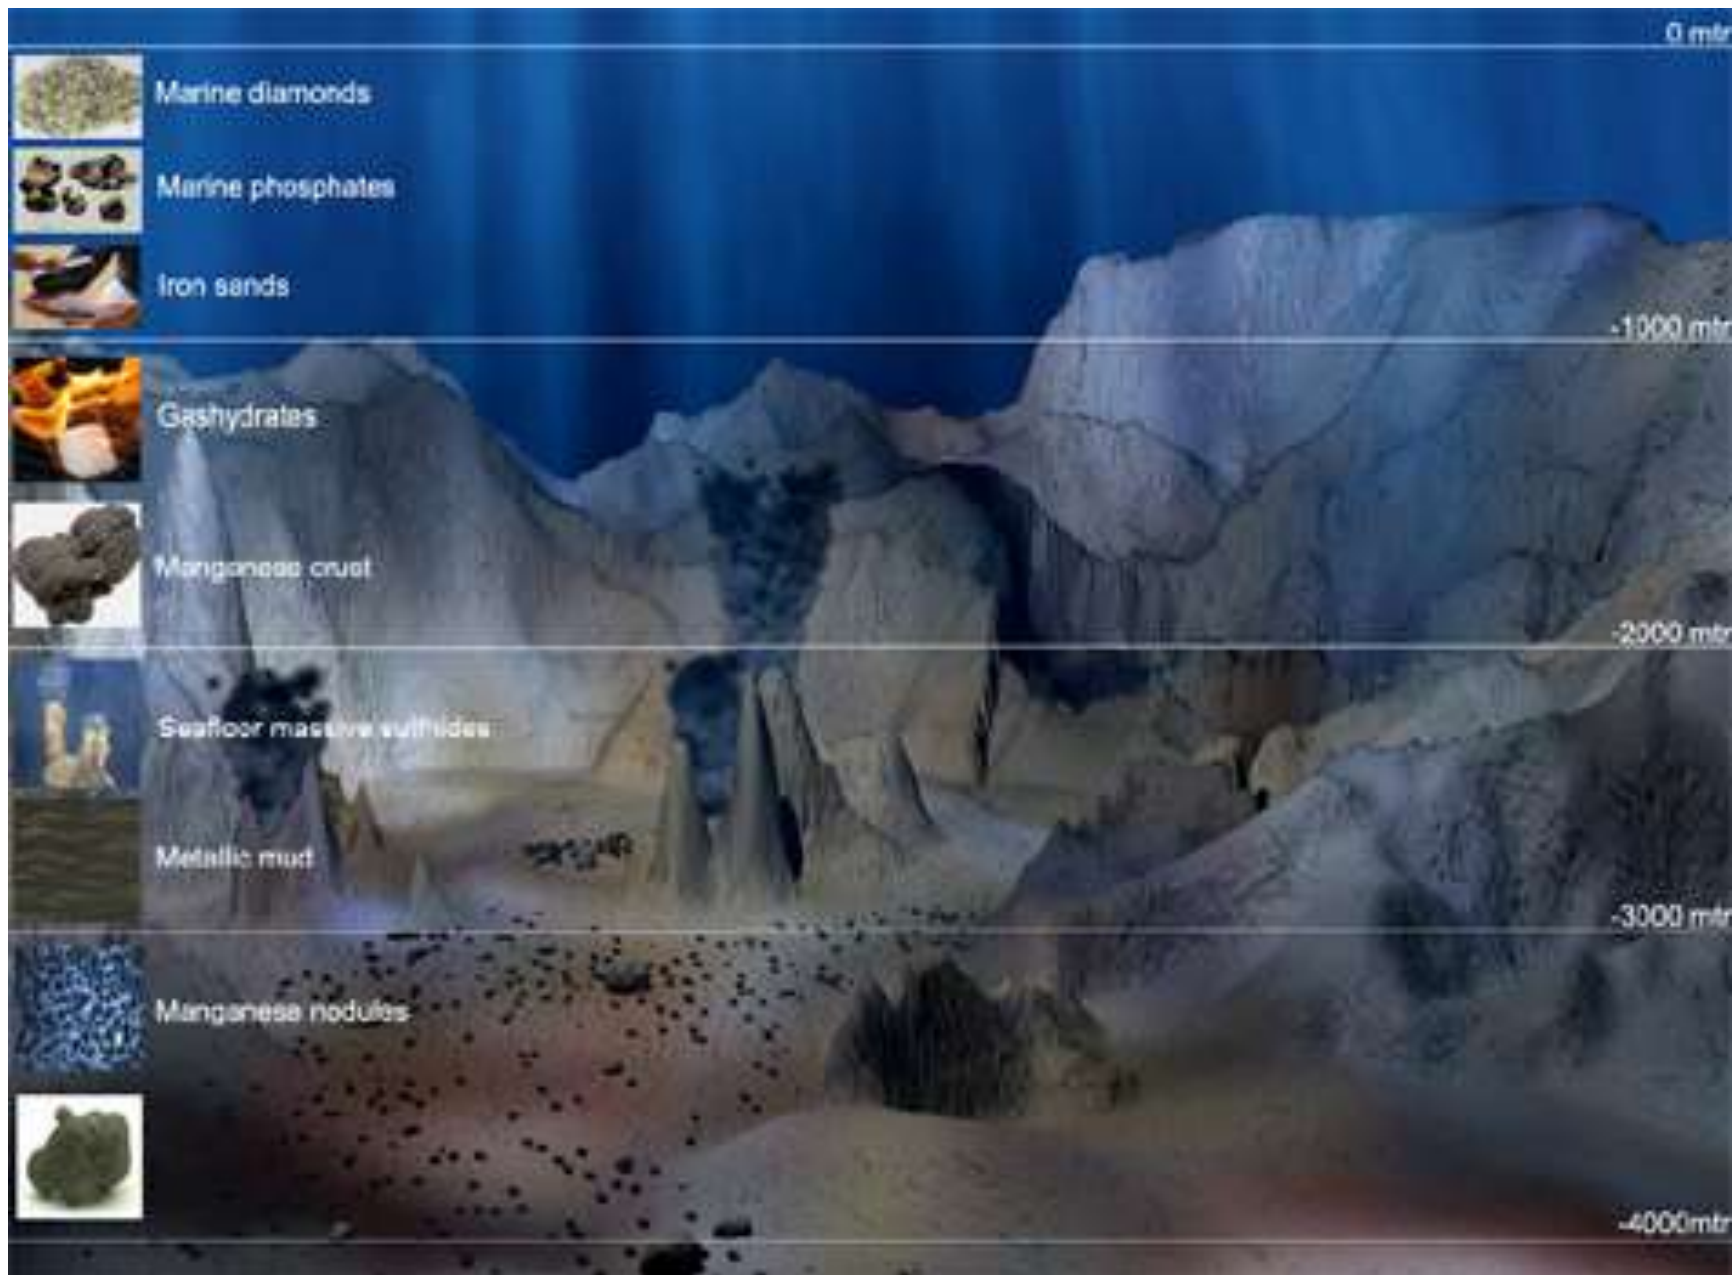 0 mtr
Marine diamonds
Marine phosphates
Iron sands
-1000 mtr
Gashydrates
Manganese crust
-2000 mtr
Seafloor massive sulfhides
Metallic mud
-3000 mtr
Manganese nodules
-4000mtr